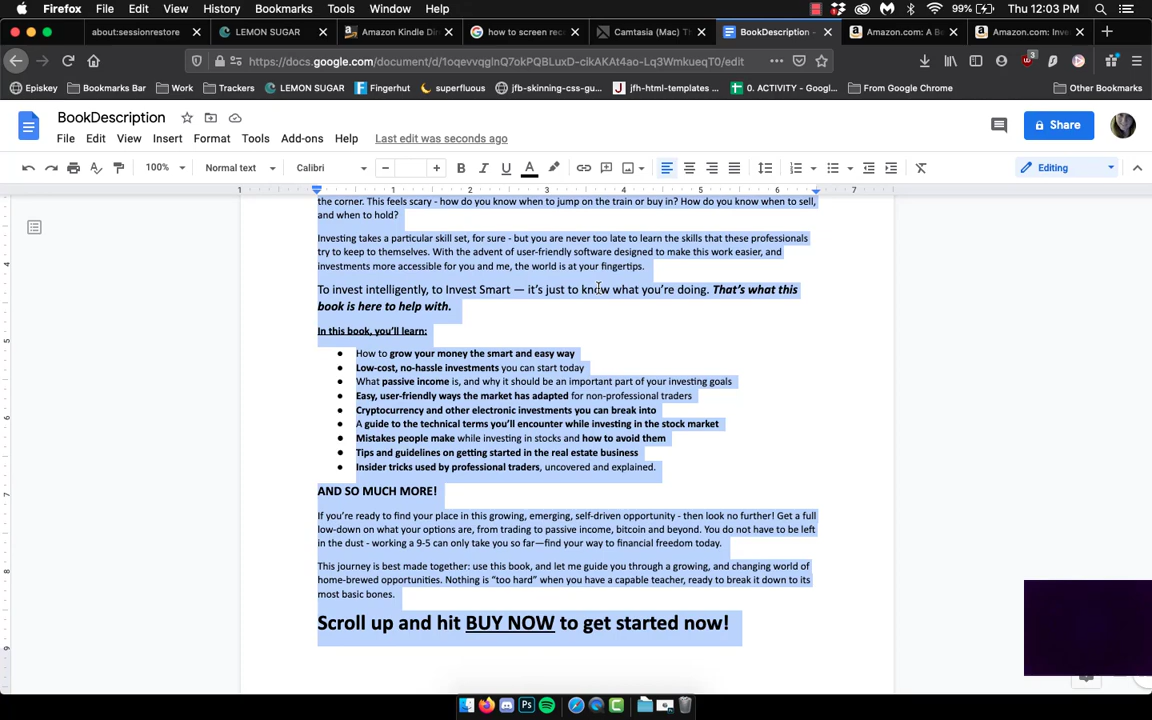 Firefox File Edit View History Bookmarks Tools Window Help 99% Thu 12:03 PM
about:sessionrestore LEMON SUGAR Amazon Kindle Di how to screen rec Camtasia (Mac) T BookDescription - Amazon.com: A B Amazon.com: Inv
https://docs.google.com/document/d/1oqevvqglnQ7okPQBLuxD-cikAKAt4ao-Lq3WmkueqT0/edit 3
Episkey Bookmarks Bar Work Trackers LEMON SUGAR Fingerhut superfluous jfb-skinning-css-gu... jfh-html-templates ... 0. ACTIVITY - Googl... From Google Chrome Other Bookmarks
BookDescription
File Edit View Insert Format Tools Add-ons Help Last edit was seconds ago
Share
100% Normal text Calibri B I U A Editing
1 1 2 3 4 5 6 7
the corner. This feels scary - how do you know when to jump on the train or buy in? How do you know when to sell,
and when to hold?
Investing takes a particular skill set, for sure - but you are never too late to learn the skills that these professionals
try to keep to themselves. With the advent of user-friendly software designed to make this work easier, and
investments more accessible for you and me, the world is at your fingertips.
To invest intelligently, to Invest Smart — it's just to know what you're doing. That's what this
book is here to help with.
In this book, you'll learn:
● How to grow your money the smart and easy way
● Low-cost, no-hassle investments you can start today
● What passive income is, and why it should be an important part of your investing goals
● Easy, user-friendly ways the market has adapted for non-professional traders
● Cryptocurrency and other electronic investments you can break into
● A guide to the technical terms you'll encounter while investing in the stock market
● Mistakes people make while investing in stocks and how to avoid them
● Tips and guidelines on getting started in the real estate business
● Insider tricks used by professional traders, uncovered and explained.
AND SO MUCH MORE!
If you're ready to find your place in this growing, emerging, self-driven opportunity - then look no further! Get a full
low-down on what your options are, from trading to passive income, bitcoin and beyond. You do not have to be left
in the dust - working a 9-5 can only take you so far—find your way to financial freedom today.
This journey is best made together: use this book, and let me guide you through a growing, and changing world of
home-brewed opportunities. Nothing is "too hard" when you have a capable teacher, ready to break it down to its
most basic bones.
Scroll up and hit BUY NOW to get started now!
4
5
6
7
8
9
Ps